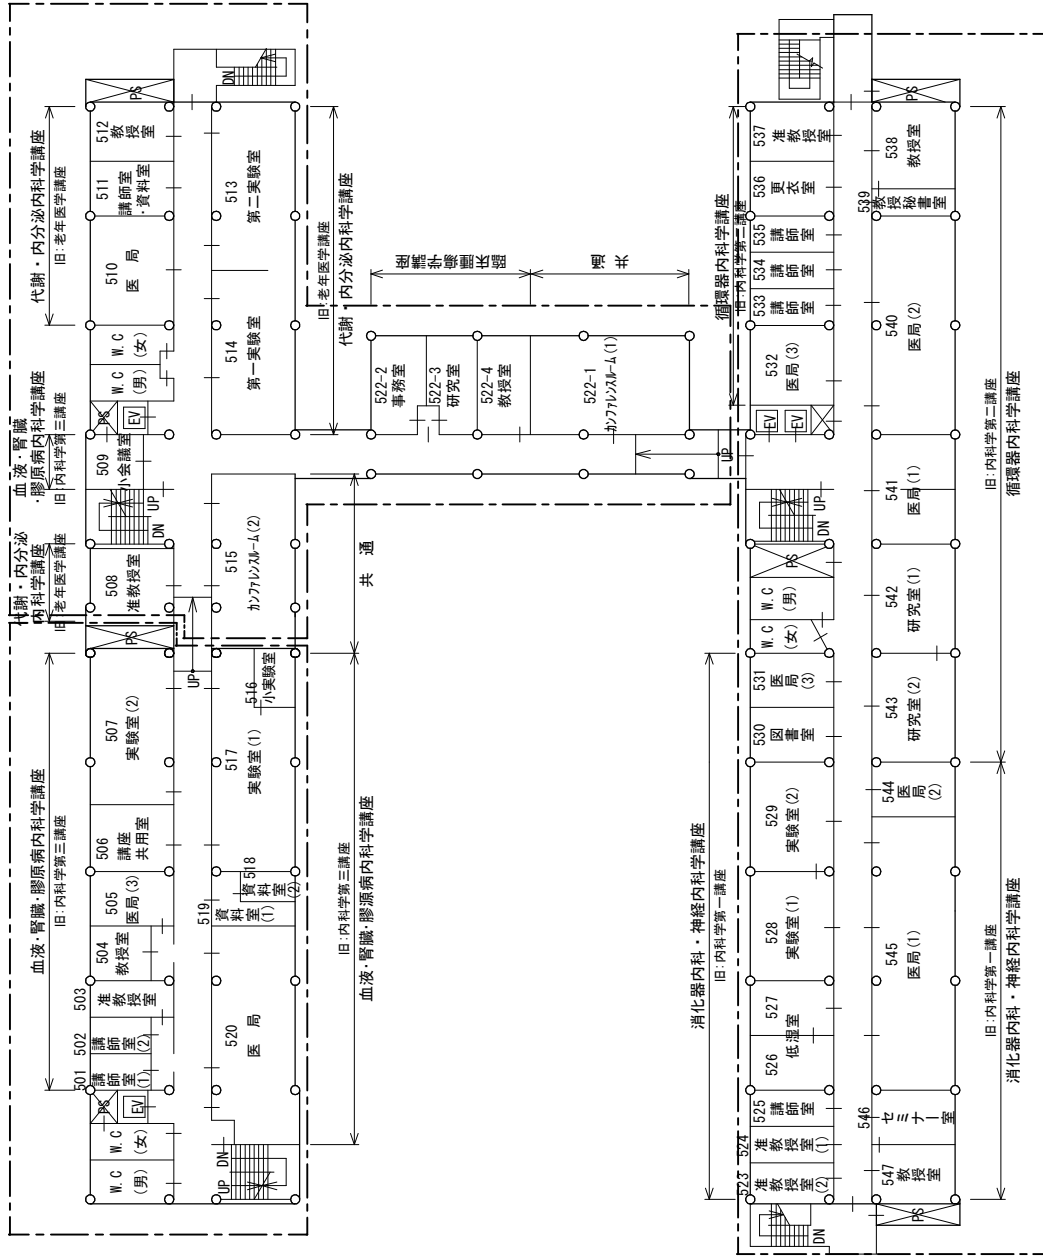 代謝・内分泌内科学講座
旧:老年医学講座
血液・腎臓
・膠原病内科学講座
旧:内科学第三講座
代謝・内分泌
内科学講座
旧:老年医学講座
血液・腎臓・膠原病内科学講座
旧:内科学第三講座
PS
512
教授室
511
講師室
・資料室
510
医局
W.C
(女)
W.C
(男)
PS
EV
509
小会議室
UP
DN
508
准教授室
PS
507
実験室(2)
506
講座
共用室
505
医局(3)
504
教授室
503
准教授室
502
講師室(2)
501
講師室(1)
PS
EV
W.C
(女)
W.C
(男)
DN
513
第二実験室
514
第一実験室
515
カンファレンスルーム(2)
UP
516
小実験室
517
実験室(1)
518
資料室(2)
519
資料室(1)
520
医局
UP
DN
旧:老年医学講座
代謝・内分泌内科学講座
共通
旧:内科学第三講座
血液・腎臓・膠源病内科学講座
臨床腫瘍学講座
共通
522-2
事務室
522-3
研究室
522-4
教授室
522-1
カンファレンスルーム(1)
UP
循環器内科学講座
旧:内科学第二講座
消化器内科・神経内科学講座
旧:内科学第一講座
537
准教授室
536
更衣室
535
講師室
534
講師室
533
講師室
532
医局(3)
EV
EV
UP
DN
PS
W.C
(男)
W.C
(女)
531
医局(3)
530
図書室
529
実験室(2)
528
実験室(1)
527
低湿室
526
525
講師室
524
准教授室(1)
523
准教授室(2)
DN
PS
538
教授室
539
教授秘書室
540
医局(2)
541
医局(1)
542
研究室(1)
543
研究室(2)
544
医局(2)
545
医局(1)
546
セミナー室
547
教授室
PS
旧:内科学第二講座
循環器内科学講座
旧:内科学第一講座
消化器内科・神経内科学講座